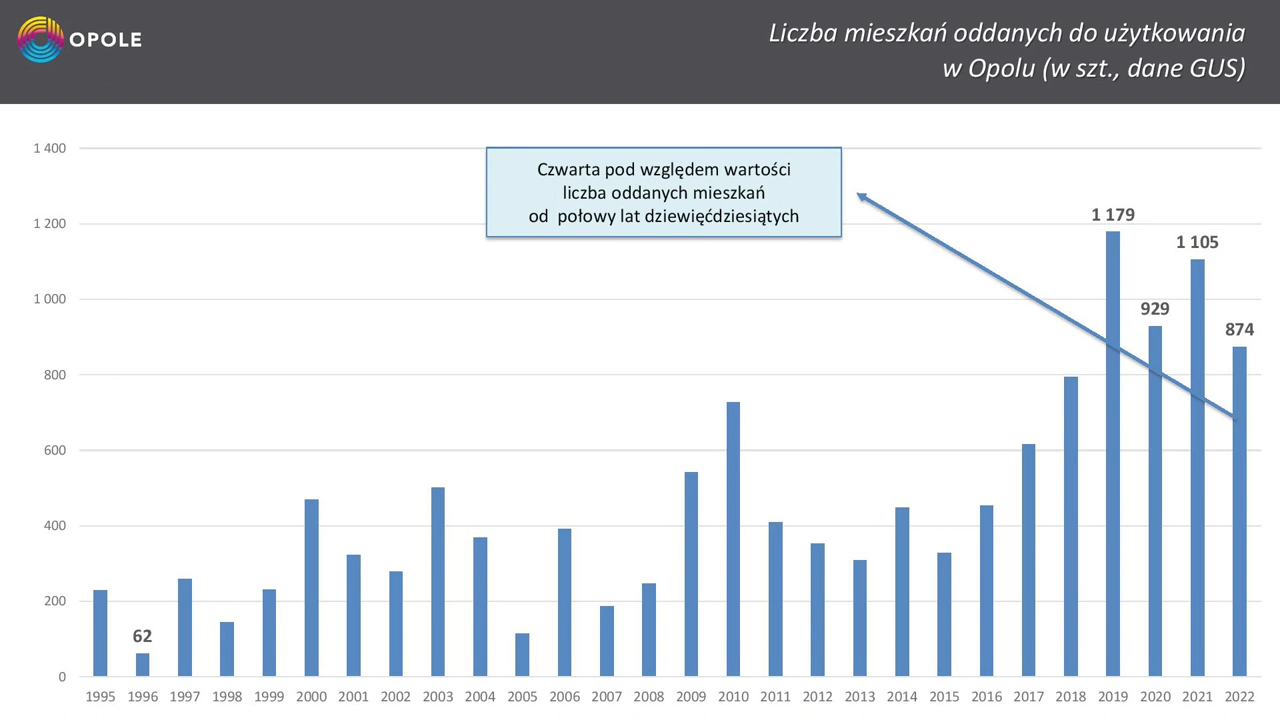 OPOLE
Liczba mieszkań oddanych do użytkowania
w Opolu (w szt., dane GUS)
1 400
1 200
1 000
800
600
400
200
0
Czwarta pod względem wartości
liczba oddanych mieszkań
od połowy lat dziewięćdziesiątych
62
1 179
929
1 105
874
1995 1996 1997 1998 1999 2000 2001 2002 2003 2004 2005 2006 2007 2008 2009 2010 2011 2012 2013 2014 2015 2016 2017 2018 2019 2020 2021 2022